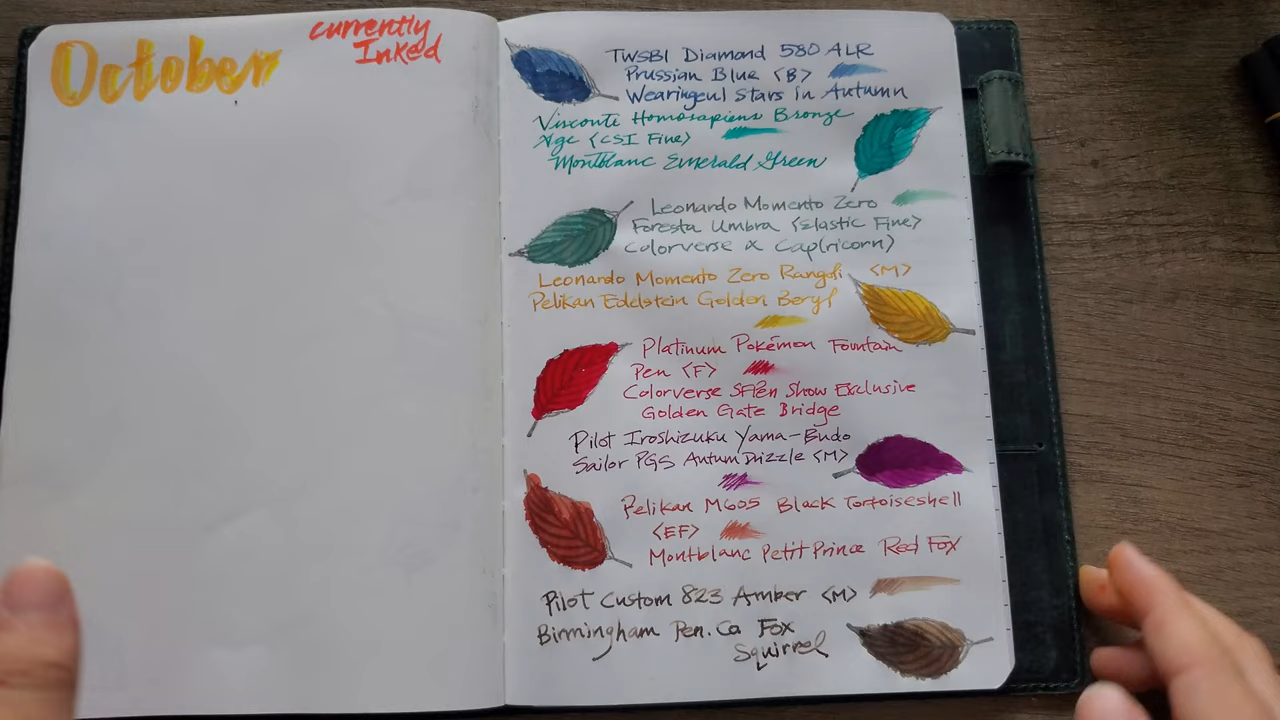 October
currently
Inked
TWSBI Diamond 580 ALR
Prussian Blue <B>
Wearingeul Stars in Autumn
Visconti Homosapiens Bronze
Age <CSI Fine>
Montblanc Emerald Green
Leonardo Momento Zero
Foresta Umbra <Elastic Fine>
Colorverse α Cap(ricorn)
Leonardo Momento Zero Rangoli <M>
Pelikan Edelstein Golden Beryl
Platinum Pokémon Fountain
Pen <F>
Colorverse SFPen Show Exclusive
Golden Gate Bridge
Pilot Iroshizuku Yama-Budo
Sailor PGS Autum Drizzle <M>
Pelikan M605 Black Tortoiseshell
<EF>
Montblanc Petit Prince Red Fox
Pilot Custom 823 Amber <M>
Birmingham Pen. Co Fox
Squirrel